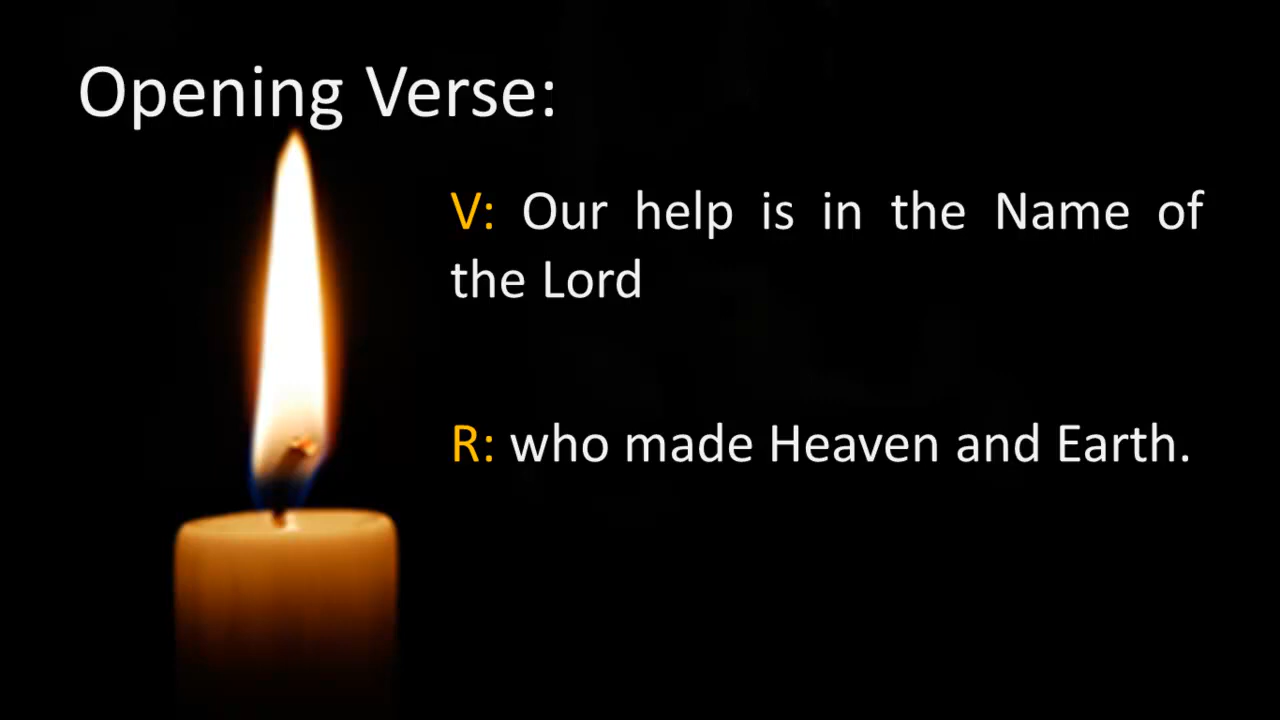 Opening Verse:
V: Our help is in the Name of
the Lord
R: who made Heaven and Earth.